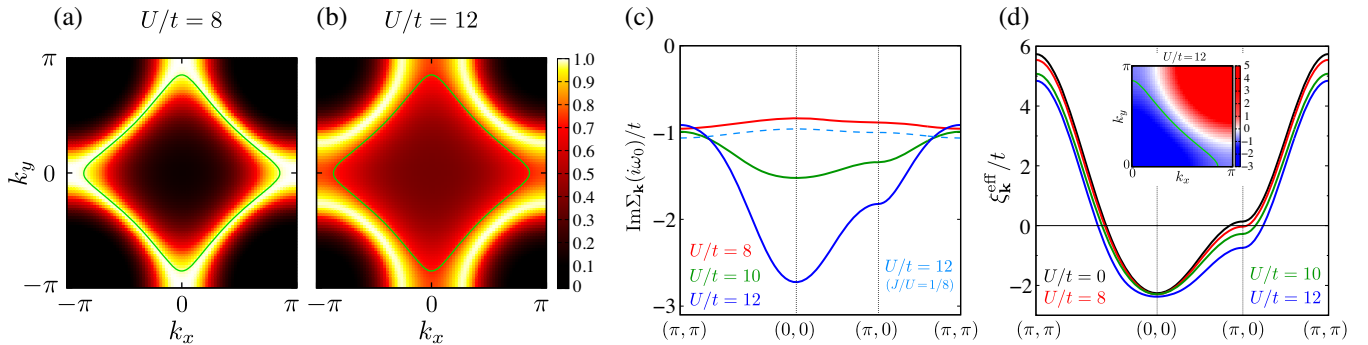 (a) U/t = 8
(b) U/t = 12
(c)
(d)
π
0
−π
k_y
−π 0 π
k_x
−π 0 π
k_x
1.0
0.9
0.8
0.7
0.6
0.5
0.4
0.3
0.2
0.1
0
0
−1
−2
−3
ImΣ_k(iω_0)/t
U/t = 8
U/t = 10
U/t = 12
U/t = 12
(J/U = 1/8)
(π, π) (0, 0) (π, 0) (π, π)
6
4
2
0
−2
ξ_k^eff/t
U/t=12
π
k_y
0
0 k_x π
5
4
3
2
1
0
−1
−2
−3
U/t = 0
U/t = 8
U/t = 10
U/t = 12
(π, π) (0, 0) (π, 0) (π, π)